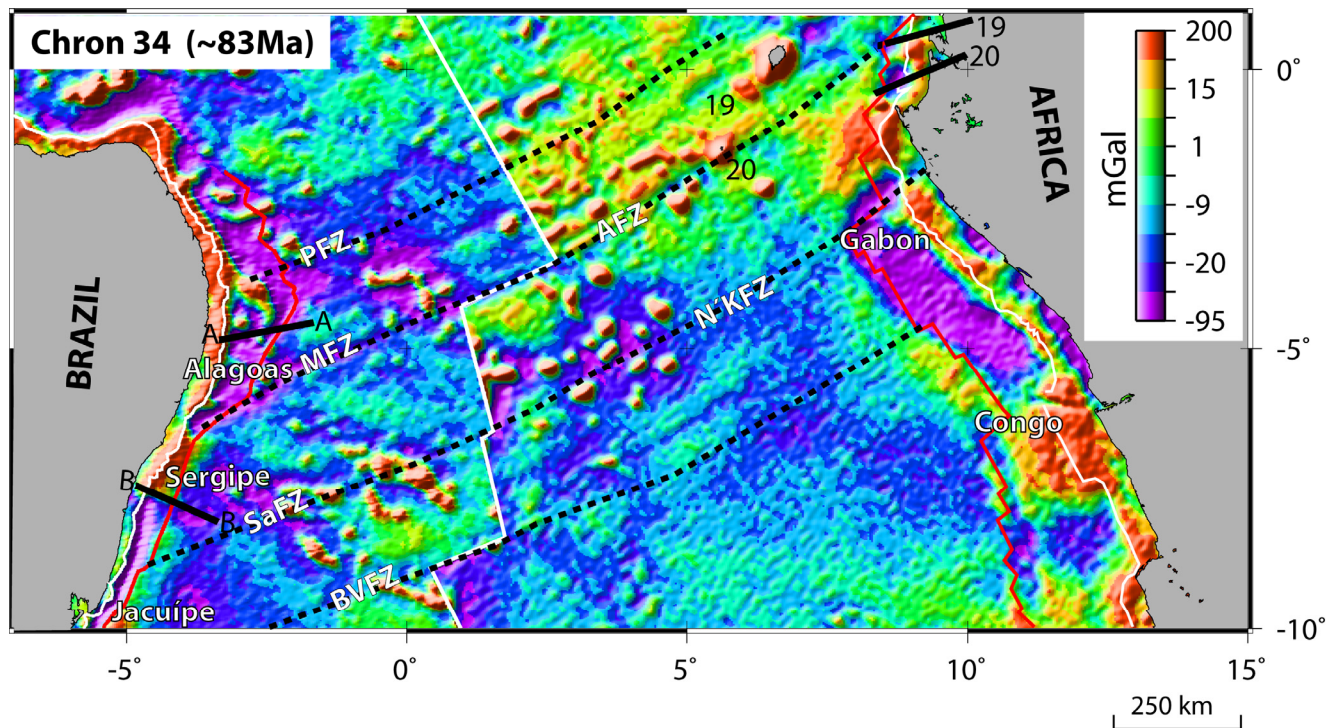 Chron 34 (~83Ma)
19
20
200
15
1
-9
-20
-95
mGal
AFRICA
0°
19
20
PFZ
AFZ
Gabon
N´KFZ
BRAZIL
A
A
Alagoas
MFZ
-5°
Congo
B
Sergipe
B
SaFZ
BVFZ
Jacuípe
-10°
-5°
0°
5°
10°
15°
250 km